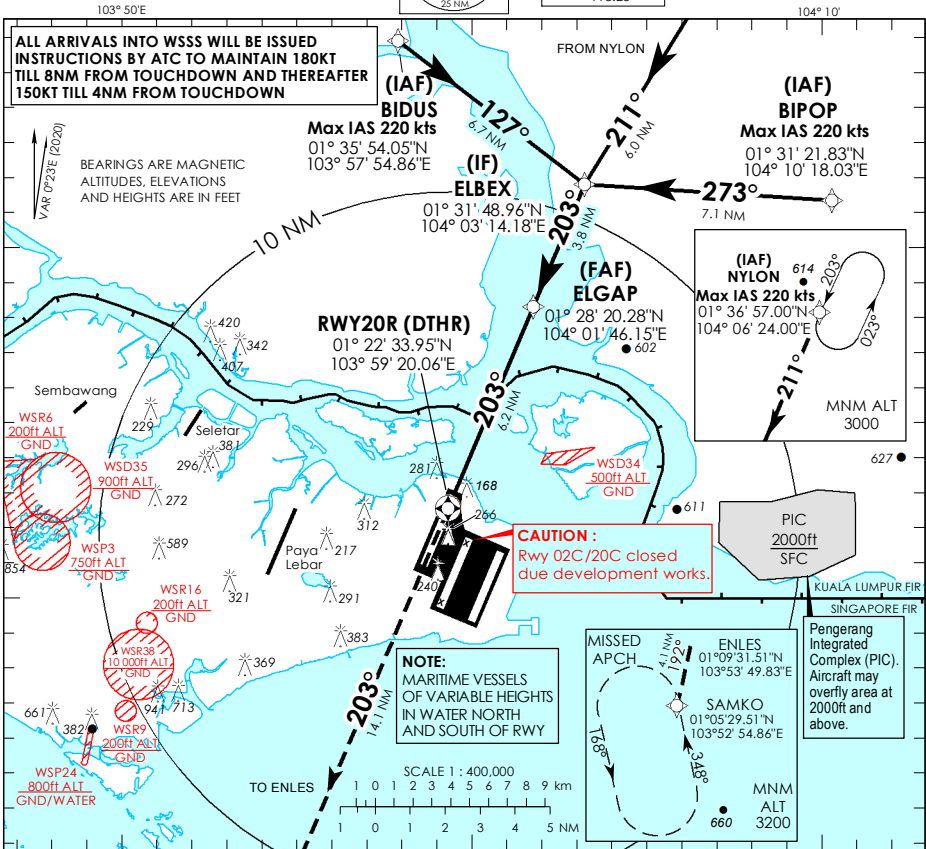 103° 50'E
25 NM
104° 10'
ALL ARRIVALS INTO WSSS WILL BE ISSUED
INSTRUCTIONS BY ATC TO MAINTAIN 180KT
TILL 8NM FROM TOUCHDOWN AND THEREAFTER
150KT TILL 4NM FROM TOUCHDOWN
VAR 0°23'E (2020)
BEARINGS ARE MAGNETIC
ALTITUDES, ELEVATIONS
AND HEIGHTS ARE IN FEET
(IAF)
BIDUS
Max IAS 220 kts
01° 35' 54.05"N
103° 57' 54.86"E
127°
6.7 NM
FROM NYLON
211°
6.0 NM
(IAF)
BIPOP
Max IAS 220 kts
01° 31' 21.83"N
104° 10' 18.03"E
273°
7.1 NM
(IF)
ELBEX
01° 31' 48.96"N
104° 03' 14.18"E
203°
3.8 NM
10 NM
(FAF)
ELGAP
01° 28' 20.28"N
104° 01' 46.15"E
602
RWY20R (DTHR)
01° 22' 33.95"N
103° 59' 20.06"E
203°
6.2 NM
(IAF)
NYLON
Max IAS 220 kts
01° 36' 57.00"N
104° 06' 24.00"E
614
203°
023°
211°
MNM ALT
3000
420
342
407
Sembawang
229
Seletar
381
296
272
589
321
Paya
Lebar
217
312
291
383
369
281
168
266
240
x
x
627
611
WSR6
200ft ALT
GND
WSD35
900ft ALT
GND
WSP3
750ft ALT
GND
854
WSR16
200ft ALT
GND
WSR38
10 000ft ALT
GND
941
713
WSR9
200ft ALT
GND
661
382
WSP24
800ft ALT
GND/WATER
WSD34
500ft ALT
GND
CAUTION :
Rwy 02C/20C closed
due development works.
PIC
2000ft
SFC
KUALA LUMPUR FIR
SINGAPORE FIR
Pengerang
Integrated
Complex (PIC).
Aircraft may
overfly area at
2000ft and
above.
NOTE:
MARITIME VESSELS
OF VARIABLE HEIGHTS
IN WATER NORTH
AND SOUTH OF RWY
203°
14.1 NM
TO ENLES
SCALE 1 : 400,000
1 0 1 2 3 4 5 6 7 8 9 km
1 0 1 2 3 4 5 NM
MISSED
APCH
4.1 NM
192°
ENLES
01°09'31.51"N
103°53' 49.83"E
SAMKO
01°05'29.51"N
103°52' 54.86"E
168°
348°
660
MNM
ALT
3200